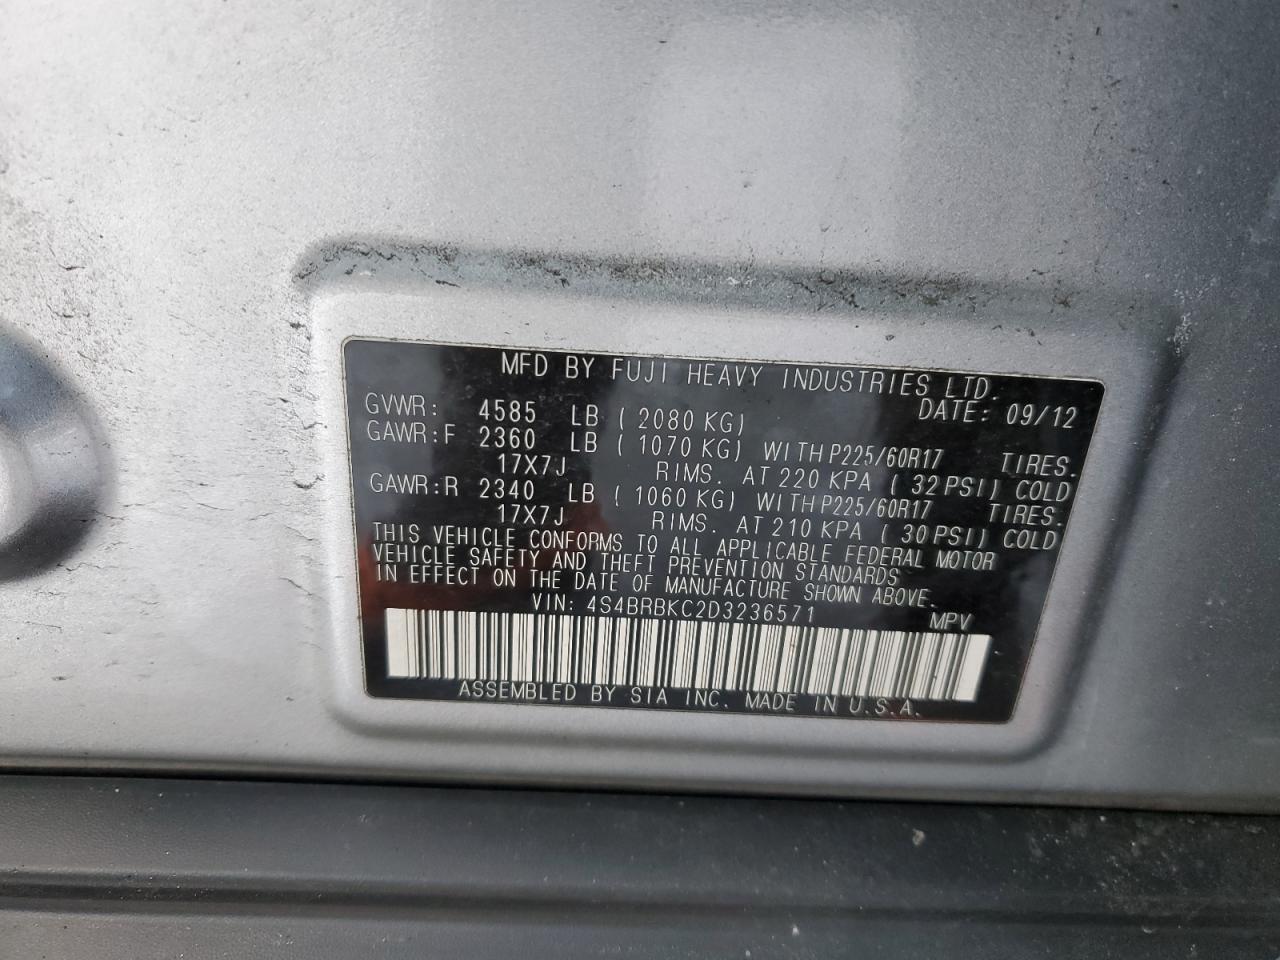 MFD BY FUJI HEAVY INDUSTRIES LTD.
DATE: 09/12
GVWR: 4585 LB (2080 KG)
GAWR:F 2360 LB (1070 KG) WITH P225/60R17 TIRES.
17X7J RIMS. AT 220 KPA (32PSI) COLD
GAWR:R 2340 LB (1060 KG) WITH P225/60R17 TIRES.
17X7J RIMS. AT 210 KPA (30PSI) COLD
THIS VEHICLE CONFORMS TO ALL APPLICABLE FEDERAL MOTOR
VEHICLE SAFETY AND THEFT PREVENTION STANDARDS
IN EFFECT ON THE DATE OF MANUFACTURE SHOWN ABOVE.
VIN: 4S4BRBKC2D3236571 MPV
ASSEMBLED BY SIA INC. MADE IN U.S.A.